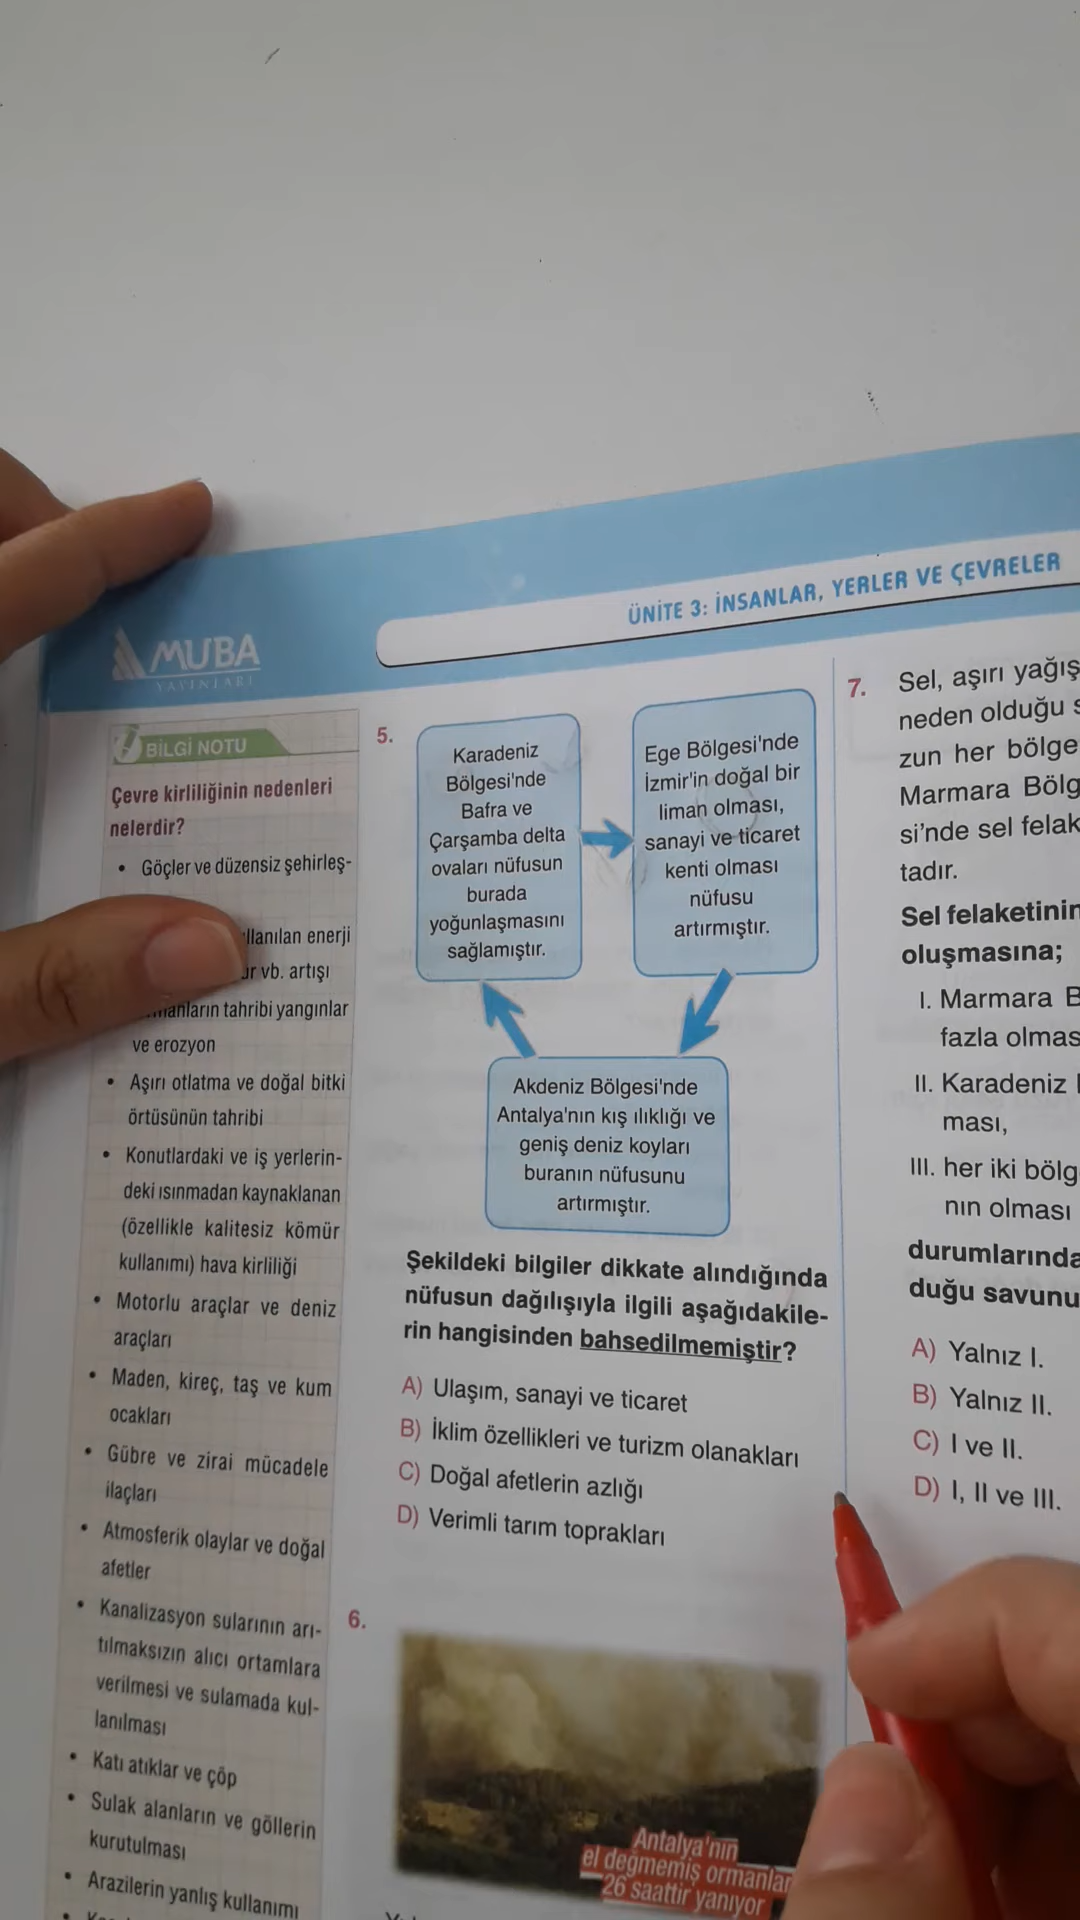 ÜNİTE 3: İNSANLAR, YERLER VE ÇEVRELER
MUBA
YAYINLARI
BİLGİ NOTU
Çevre kirliliğinin nedenleri
nelerdir?
• Göçler ve düzensiz şehirleş-
enerji
vb. artışı
tahribi yangınlar
ve erozyon
• Aşırı otlatma ve doğal bitki
örtüsünün tahribi
• Konutlardaki ve iş yerlerin-
deki ısınmadan kaynaklanan
(özellikle kalitesiz kömür
kullanımı) hava kirliliği
• Motorlu araçlar ve deniz
araçları
• Maden, kireç, taş ve kum
ocakları
• Gübre ve zirai mücadele
ilaçları
• Atmosferik olaylar ve doğal
afetler
• Kanalizasyon sularının arı-
tılmaksızın alıcı ortamlara
verilmesi ve sulamada kul-
lanılması
• Katı atıklar ve çöp
• Sulak alanların ve göllerin
kurutulması
• Arazilerin yanlış kullanımı
5.
Karadeniz
Bölgesi'nde
Bafra ve
Çarşamba delta
ovaları nüfusun
burada
yoğunlaşmasını
sağlamıştır.
Ege Bölgesi'nde
İzmir'in doğal bir
liman olması,
sanayi ve ticaret
kenti olması
nüfusu
artırmıştır.
Akdeniz Bölgesi'nde
Antalya'nın kış ılıklığı ve
geniş deniz koyları
buranın nüfusunu
artırmıştır.
Şekildeki bilgiler dikkate alındığında
nüfusun dağılışıyla ilgili aşağıdakile-
rin hangisinden bahsedilmemiştir?
A) Ulaşım, sanayi ve ticaret
B) İklim özellikleri ve turizm olanakları
C) Doğal afetlerin azlığı
D) Verimli tarım toprakları
6.
Antalya'nın
el değmemiş
26 saattir yanıyor
7. Sel, aşırı yağış
neden olduğu
zun her bölge
Marmara
si'nde sel
tadır.
Sel felaketinin
oluşmasına;
I. Marmara
fazla
II. Karadeniz
ması,
III. her iki
nın olması
duğu
A) Yalnız I.
B) Yalnız II.
C) I ve II.
D) I, II ve III.